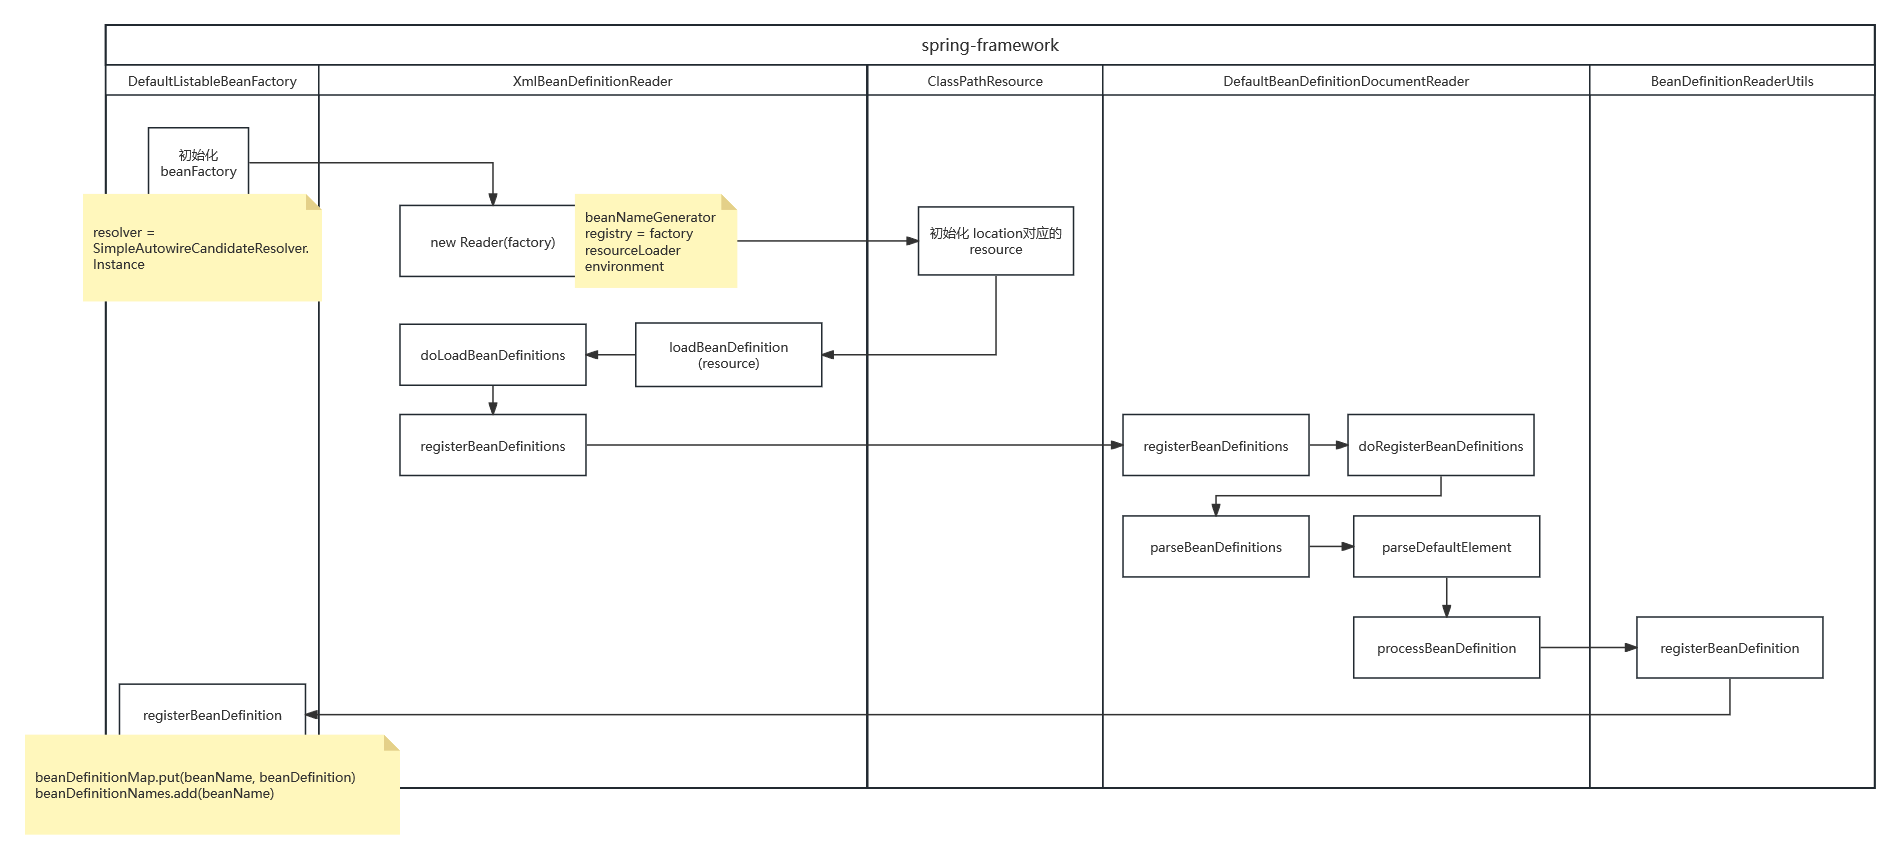 spring-framework
DefaultListableBeanFactory
XmlBeanDefinitionReader
ClassPathResource
DefaultBeanDefinitionDocumentReader
BeanDefinitionReaderUtils
初始化
beanFactory
resolver =
SimpleAutowireCandidateResolver.
Instance
new Reader(factory)
beanNameGenerator
registry = factory
resourceLoader
environment
初始化 location对应的
resource
doLoadBeanDefinitions
loadBeanDefinition
(resource)
registerBeanDefinitions
registerBeanDefinitions
doRegisterBeanDefinitions
parseBeanDefinitions
parseDefaultElement
processBeanDefinition
registerBeanDefinition
registerBeanDefinition
beanDefinitionMap.put(beanName, beanDefinition)
beanDefinitionNames.add(beanName)